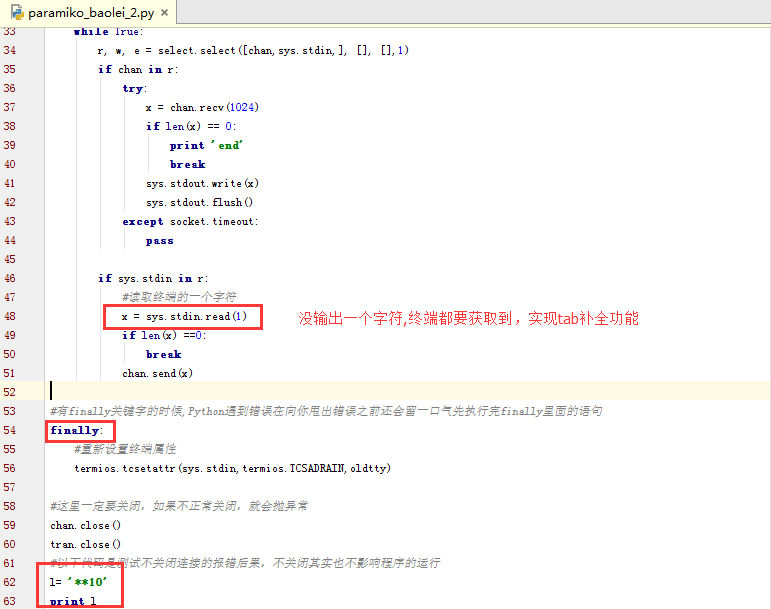 paramiko_baolei_2.py ×
33 while True:
34 r, w, e = select.select([chan,sys.stdin,], [], [],1)
35 if chan in r:
36 try:
37 x = chan.recv(1024)
38 if len(x) == 0:
39 print 'end'
40 break
41 sys.stdout.write(x)
42 sys.stdout.flush()
43 except socket.timeout:
44 pass
45
46 if sys.stdin in r:
47 #读取终端的一个字符
48 x = sys.stdin.read(1) 没输出一个字符,终端都要获取到，实现tab补全功能
49 if len(x) ==0:
50 break
51 chan.send(x)
52
53 #有finally关键字的时候,Python遇到错误在向你甩出错误之前还会留一口气先执行完finally里面的语句
54 finally:
55 #重新设置终端属性
56 termios.tcsetattr(sys.stdin,termios.TCSADRAIN,oldtty)
57
58 #这里一定要关闭，如果不正常关闭，就会抛异常
59 chan.close()
60 tran.close()
61 #以下代码是测试不关闭连接的报错后果，不关闭其实也不影响程序的运行
62 l= '**10'
63 print l